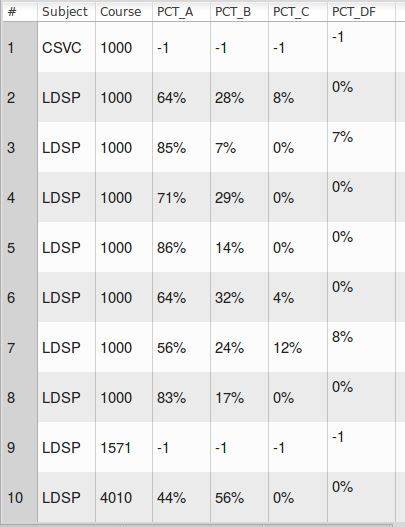 # Subject Course PCT_A PCT_B PCT_C PCT_DF
1 CSVC 1000 -1 -1 -1 -1
2 LDSP 1000 64% 28% 8% 0%
3 LDSP 1000 85% 7% 0% 7%
4 LDSP 1000 71% 29% 0% 0%
5 LDSP 1000 86% 14% 0% 0%
6 LDSP 1000 64% 32% 4% 0%
7 LDSP 1000 56% 24% 12% 8%
8 LDSP 1000 83% 17% 0% 0%
9 LDSP 1571 -1 -1 -1 -1
10 LDSP 4010 44% 56% 0% 0%